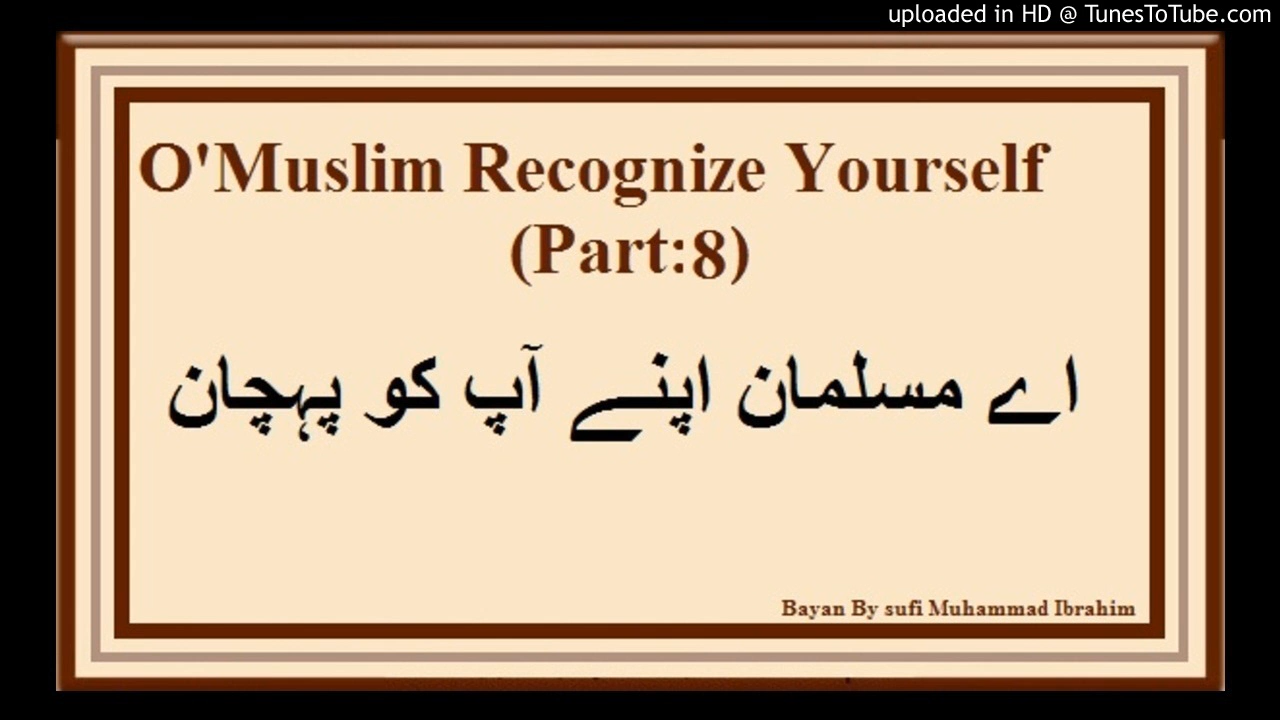 uploaded in HD @ TunesToTube.com
O'Muslim Recognize Yourself
(Part:8)
اے مسلمان اپنے آپ کو پہچان
Bayan By sufi Muhammad Ibrahim